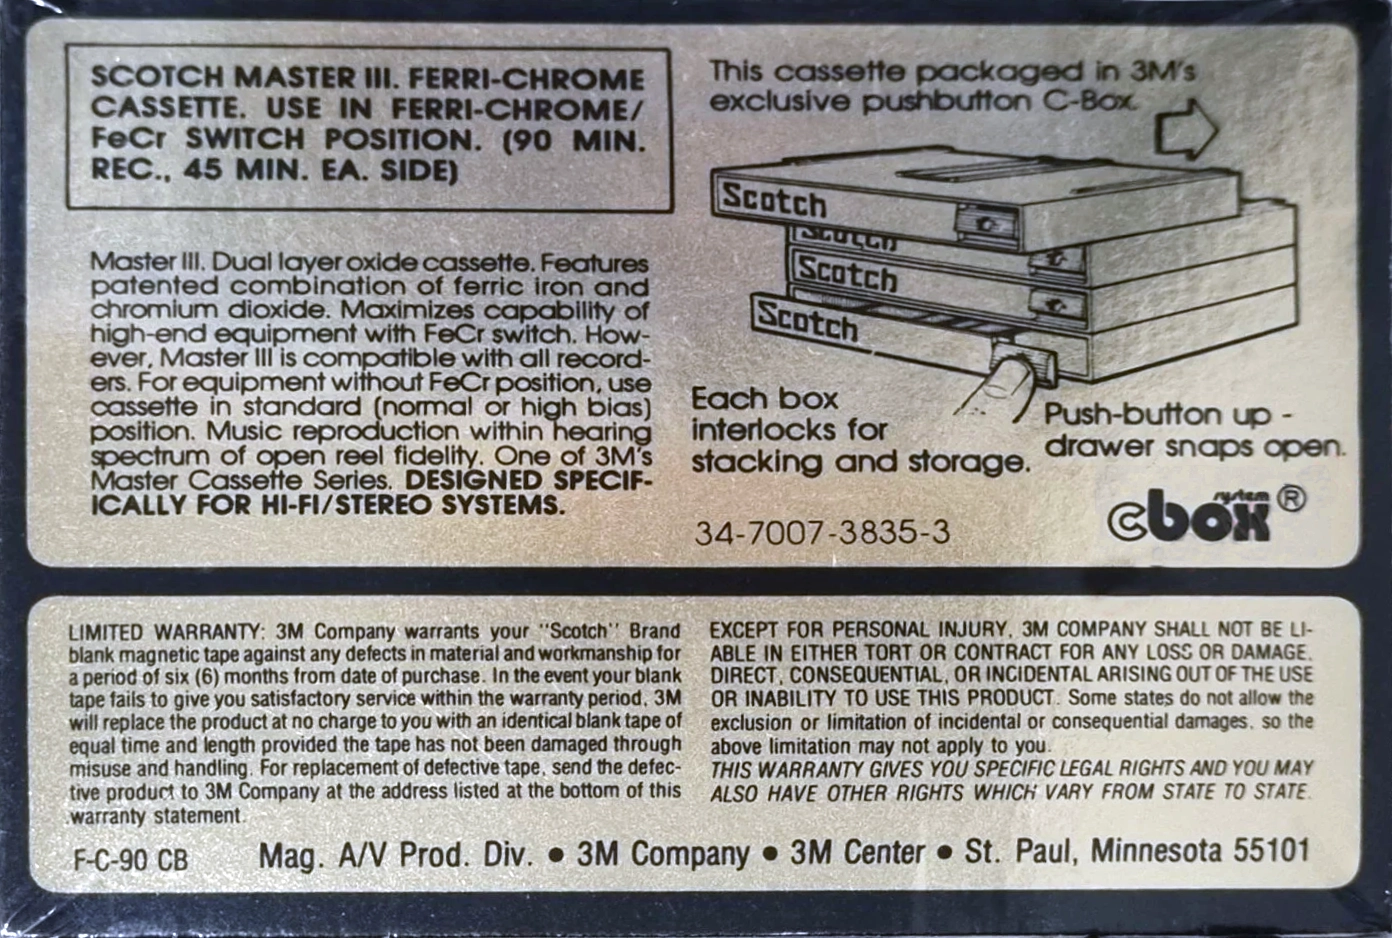 SCOTCH MASTER III. FERRI-CHROME
CASSETTE. USE IN FERRI-CHROME/
FeCr SWITCH POSITION. (90 MIN.
REC., 45 MIN. EA. SIDE)
Master III. Dual layer oxide cassette. Features
patented combination of ferric iron and
chromium dioxide. Maximizes capability of
high-end equipment with FeCr switch. How-
ever, Master III is compatible with all record-
ers. For equipment without FeCr position, use
cassette in standard (normal or high bias)
position. Music reproduction within hearing
spectrum of open reel fidelity. One of 3M's
Master Cassette Series. DESIGNED SPECIF-
ICALLY FOR HI-FI/STEREO SYSTEMS.
This cassette packaged in 3M's
exclusive pushbutton C-Box.
Scotch
Scotch
Scotch
Scotch
Each box
interlocks for
stacking and storage.
Push-button up -
drawer snaps open.
34-7007-3835-3
cbox system ®
LIMITED WARRANTY: 3M Company warrants your "Scotch" Brand
blank magnetic tape against any defects in material and workmanship for
a period of six (6) months from date of purchase. In the event your blank
tape fails to give you satisfactory service within the warranty period, 3M
will replace the product at no charge to you with an identical blank tape of
equal time and length provided the tape has not been damaged through
misuse and handling. For replacement of defective tape, send the defec-
tive product to 3M Company at the address listed at the bottom of this
warranty statement.
EXCEPT FOR PERSONAL INJURY, 3M COMPANY SHALL NOT BE LI-
ABLE IN EITHER TORT OR CONTRACT FOR ANY LOSS OR DAMAGE,
DIRECT, CONSEQUENTIAL, OR INCIDENTAL ARISING OUT OF THE USE
OR INABILITY TO USE THIS PRODUCT. Some states do not allow the
exclusion or limitation of incidental or consequential damages, so the
above limitation may not apply to you.
THIS WARRANTY GIVES YOU SPECIFIC LEGAL RIGHTS AND YOU MAY
ALSO HAVE OTHER RIGHTS WHICH VARY FROM STATE TO STATE.
F-C-90 CB Mag. A/V Prod. Div. • 3M Company • 3M Center • St. Paul, Minnesota 55101